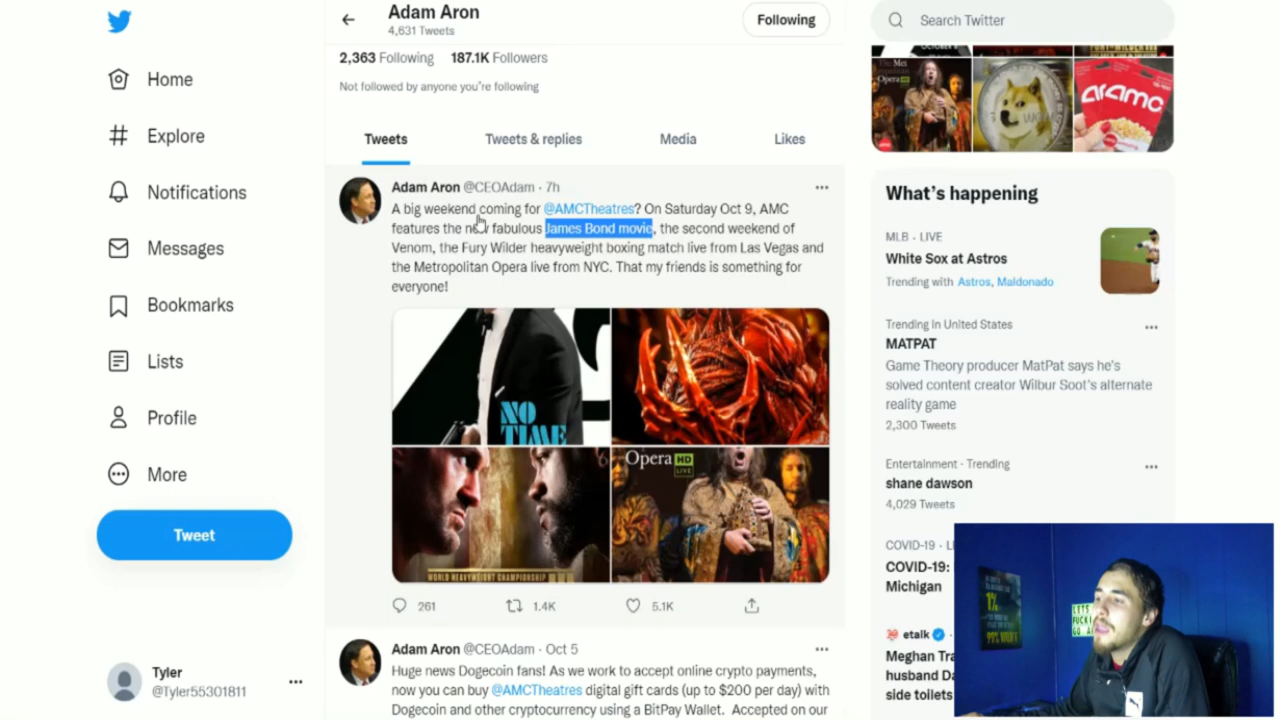 Adam Aron
4,631 Tweets
Following
Search Twitter
Home
Explore
Notifications
Messages
Bookmarks
Lists
Profile
More
Tweet
Tyler
@Tyler55301811
2,363 Following 187.1K Followers
Not followed by anyone you're following
Tweets Tweets & replies Media Likes
Adam Aron @CEOAdam · 7h
A big weekend coming for @AMCTheatres? On Saturday Oct 9, AMC
features the new fabulous James Bond movie, the second weekend of
Venom, the Fury Wilder heavyweight boxing match live from Las Vegas and
the Metropolitan Opera live from NYC. That my friends is something for
everyone!
NO
TIME
WORLD HEAVYWEIGHT CHAMPIONSHIP
Opera HD
LIVE
261 1.4K 5.1K
Adam Aron @CEOAdam · Oct 5
Huge news Dogecoin fans! As we work to accept online crypto payments,
now you can buy @AMCTheatres digital gift cards (up to $200 per day) with
Dogecoin and other cryptocurrency using a BitPay Wallet. Accepted on our
The Met
Opera HD
amc
What's happening
MLB · LIVE
White Sox at Astros
Trending with Astros, Maldonado
Trending in United States
MATPAT
Game Theory producer MatPat says he's
solved content creator Wilbur Soot's alternate
reality game
2,300 Tweets
Entertainment · Trending
shane dawson
4,029 Tweets
COVID-19 · LI
COVID-19:
Michigan
etalk
Meghan Tra
husband Da
side toilets
1%
99%
LETS